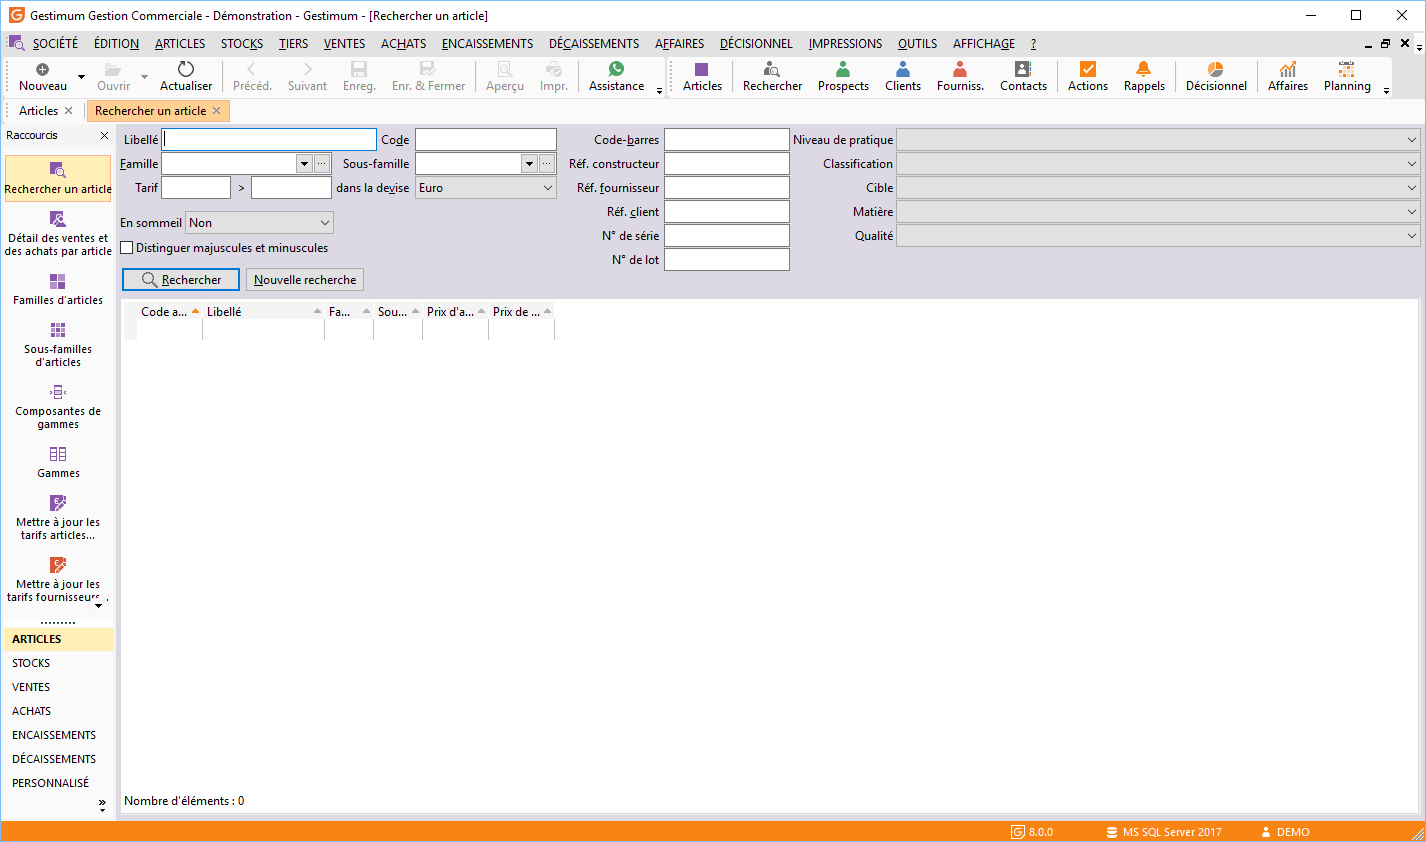 Gestimum Gestion Commerciale - Démonstration - Gestimum - [Rechercher un article]
SOCIÉTÉ ÉDITION ARTICLES STOCKS TIERS VENTES ACHATS ENCAISSEMENTS DÉCAISSEMENTS AFFAIRES DÉCISIONNEL IMPRESSIONS OUTILS AFFICHAGE ?
Nouveau Ouvrir Actualiser Précéd. Suivant Enreg. Enr. & Fermer Aperçu Impr. Assistance Articles Rechercher Prospects Clients Fourniss. Contacts Actions Rappels Décisionnel Affaires Planning
Articles Rechercher un article
Raccourcis
Rechercher un article
Détail des ventes et
des achats par article
Familles d'articles
Sous-familles
d'articles
Composantes de
gammes
Gammes
Mettre à jour les
tarifs articles...
Mettre à jour les
tarifs fournisseurs...
ARTICLES
STOCKS
VENTES
ACHATS
ENCAISSEMENTS
DÉCAISSEMENTS
PERSONNALISÉ
Libellé Code Code-barres Niveau de pratique
Famille Sous-famille Réf. constructeur Classification
Tarif > dans la devise Euro Réf. fournisseur Cible
Réf. client Matière
En sommeil Non
N° de série Qualité
Distinguer majuscules et minuscules
N° de lot
Rechercher Nouvelle recherche
Code a... Libellé Fa... Sou... Prix d'a... Prix de ...
Nombre d'éléments : 0
8.0.0 MS SQL Server 2017 DEMO